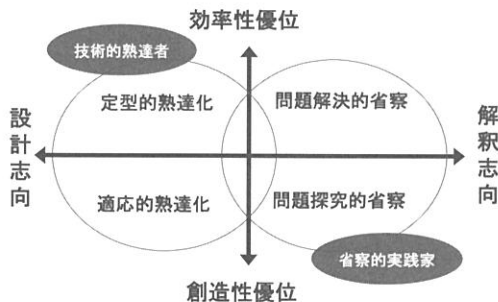 効率性優位
技術的熟達者
定型的熟達化
問題解決的省察
設計志向
解釈志向
適応的熟達化
問題探究的省察
省察的実践家
創造性優位